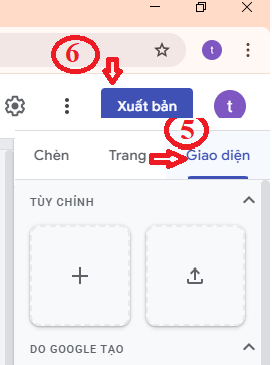 6
t
Xuất bản
t
5
Chèn Trang Giao diện
TÙY CHỈNH
DO GOOGLE TẠO